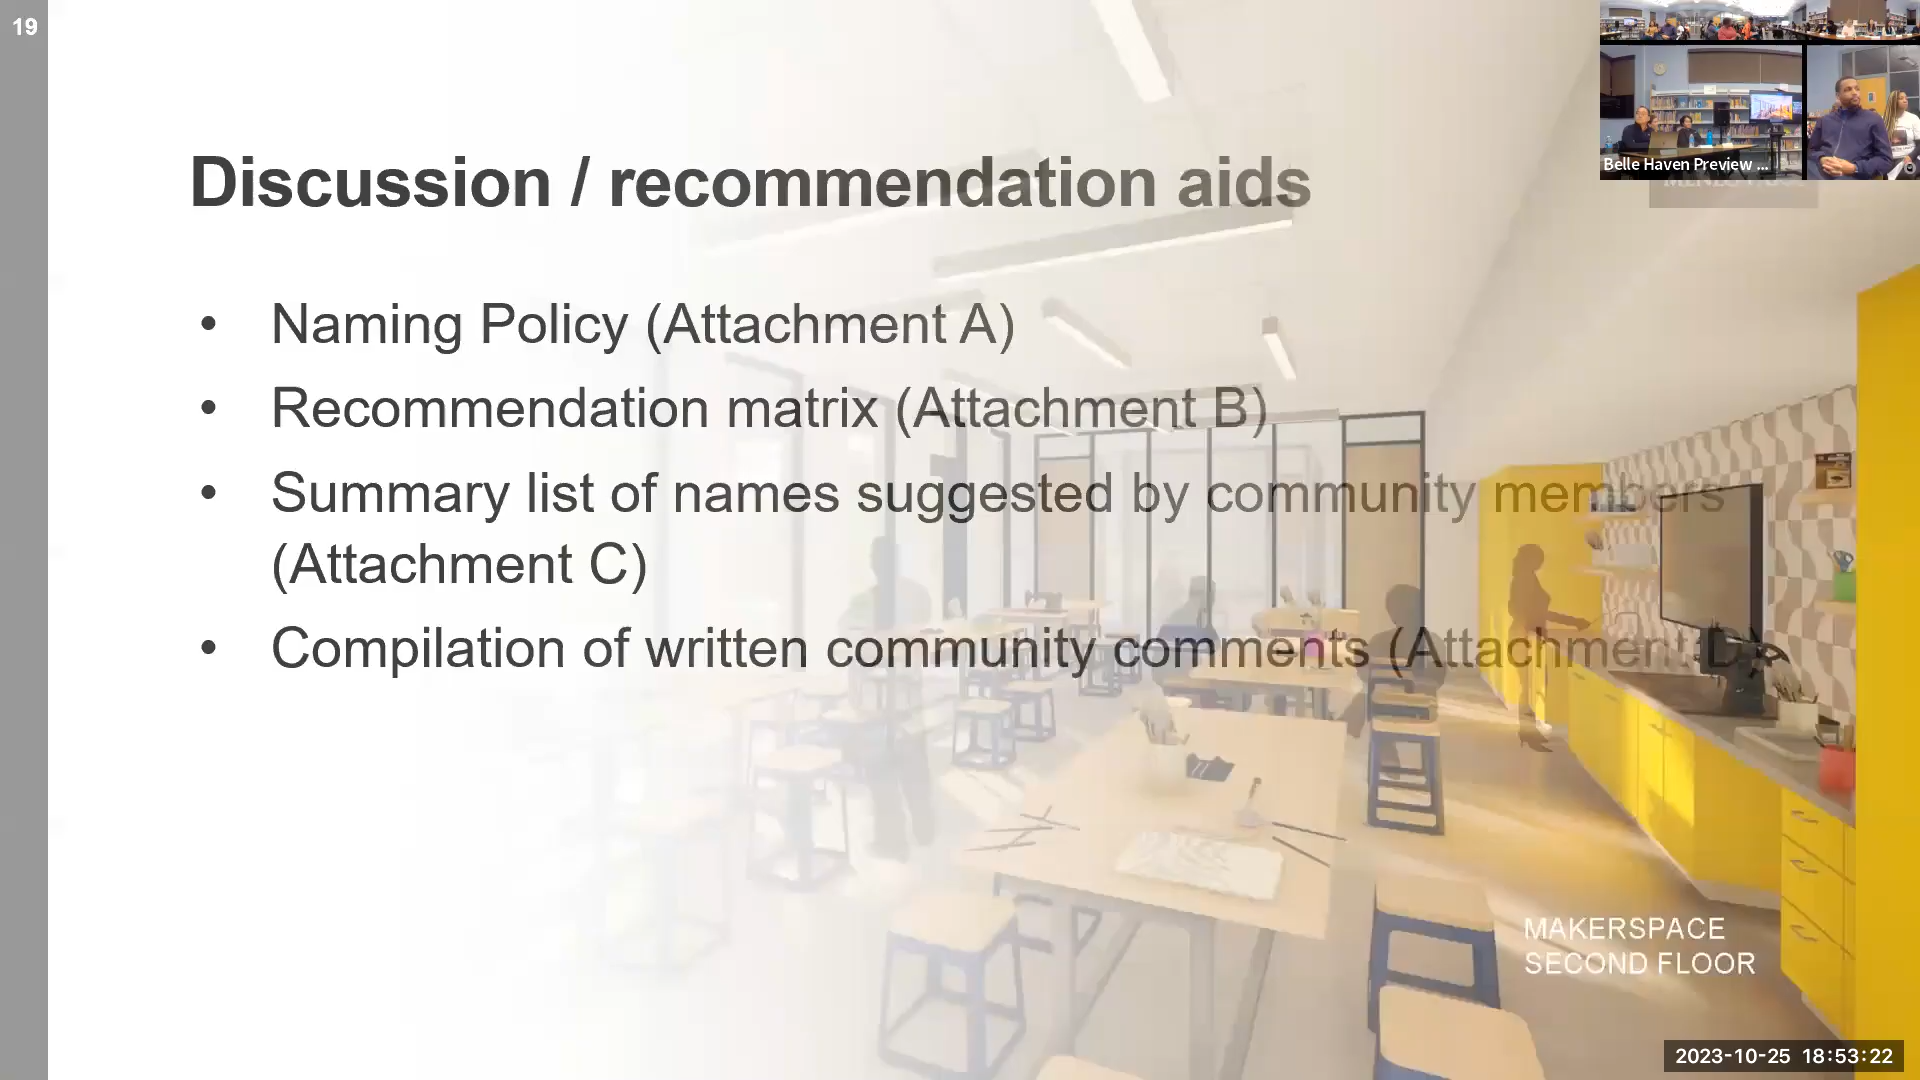 19
Discussion / recommendation aids
• Naming Policy (Attachment A)
• Recommendation matrix (Attachment B)
• Summary list of names suggested by community members
(Attachment C)
• Compilation of written community comments (Attachment D
Belle Haven Preview ...
MAKERSPACE
SECOND FLOOR
2023-10-25 18:53:22